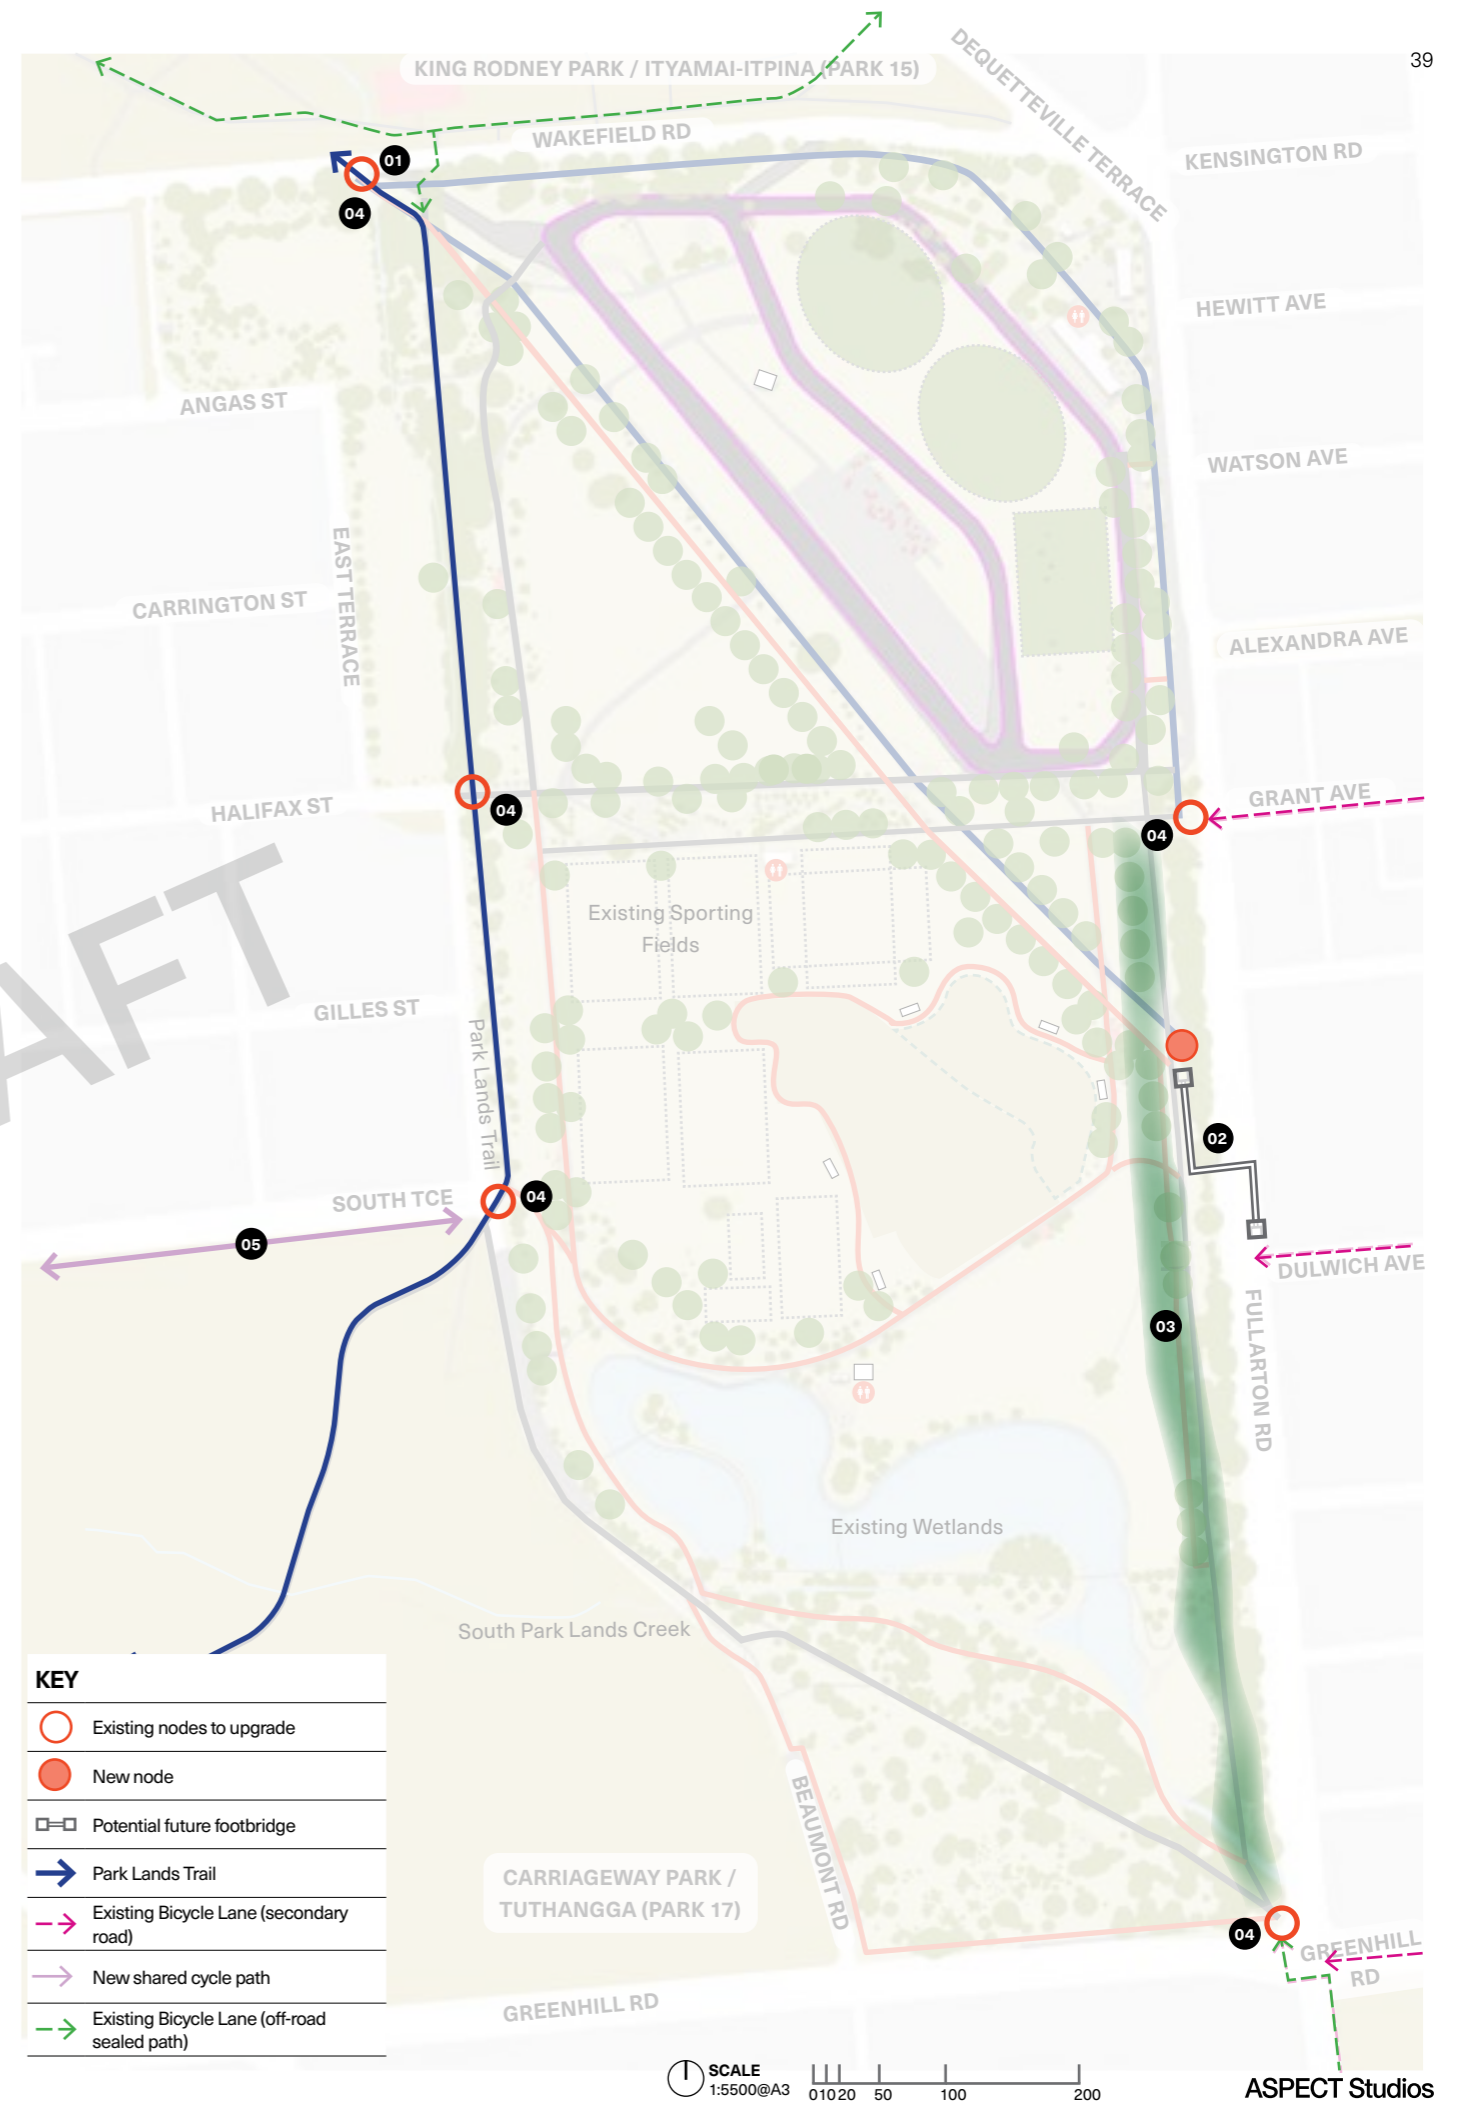 39
KING RODNEY PARK / ITYAMAI-ITPINA (PARK 15)
DEQUETTEVILLE TERRACE
WAKEFIELD RD
KENSINGTON RD
01
04
HEWITT AVE
ANGAS ST
WATSON AVE
EAST TERRACE
CARRINGTON ST
ALEXANDRA AVE
HALIFAX ST
04
GRANT AVE
04
AFT
Existing Sporting
Fields
GILLES ST
Park Lands Trail
02
SOUTH TCE
04
05
DULWICH AVE
03
FULLARTON RD
Existing Wetlands
South Park Lands Creek
BEAUMONT RD
CARRIAGEWAY PARK /
TUTHANGGA (PARK 17)
04
GREENHILL
RD
GREENHILL RD
KEY
Existing nodes to upgrade
New node
Potential future footbridge
Park Lands Trail
Existing Bicycle Lane (secondary
road)
New shared cycle path
Existing Bicycle Lane (off-road
sealed path)
SCALE
1:5500@A3
0 10 20 50 100 200
ASPECT Studios